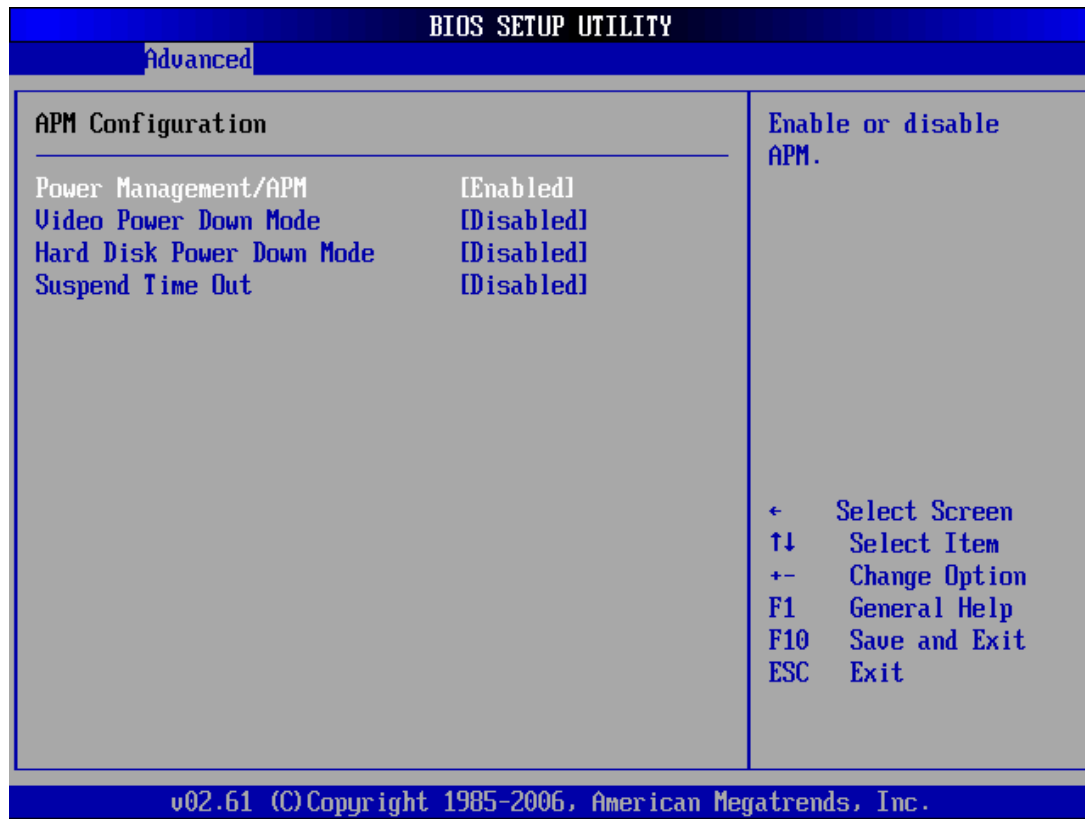 BIOS SETUP UTILITY
Advanced
APM Configuration
Power Management/APM [Enabled]
Video Power Down Mode [Disabled]
Hard Disk Power Down Mode [Disabled]
Suspend Time Out [Disabled]
Enable or disable
APM.
← Select Screen
↑↓ Select Item
+- Change Option
F1 General Help
F10 Save and Exit
ESC Exit
v02.61 (C)Copyright 1985-2006, American Megatrends, Inc.